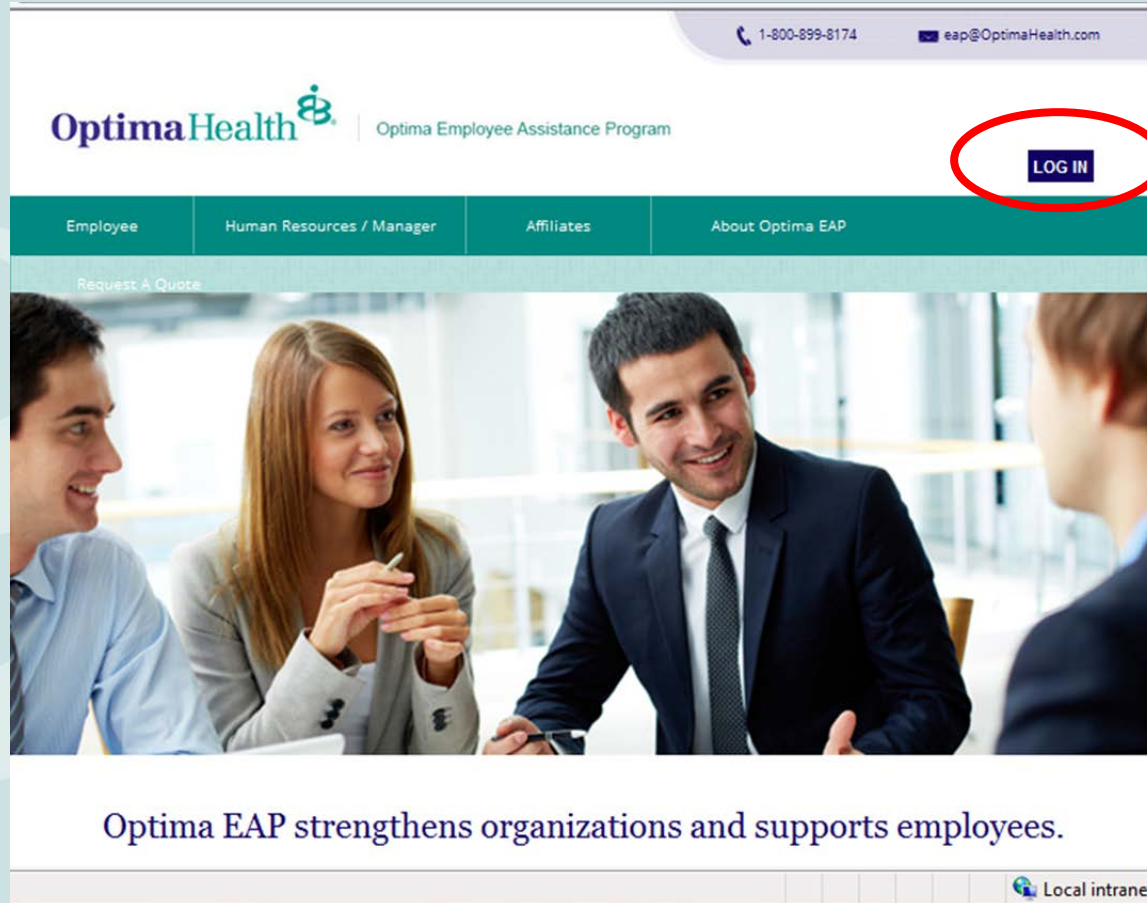 1-800-899-8174 eap@OptimaHealth.com
OptimaHealth Optima Employee Assistance Program
LOG IN
Employee Human Resources / Manager Affiliates About Optima EAP
Request A Quote
Optima EAP strengthens organizations and supports employees.
Local intrane